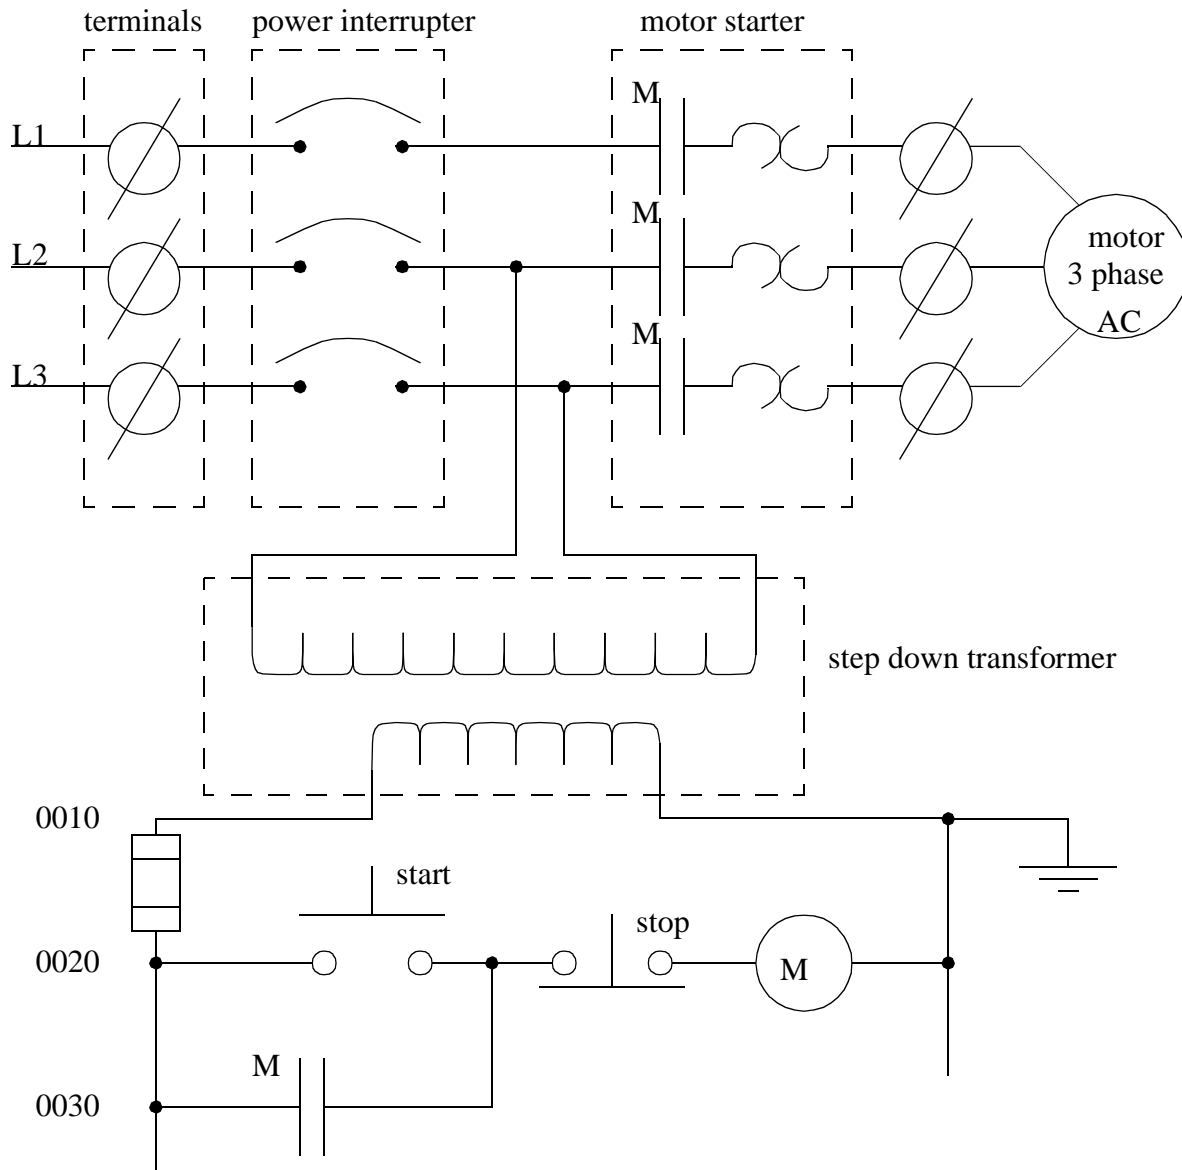 terminals
power interrupter
motor starter
M
L1
M
L2
motor
3 phase
AC
M
L3
step down transformer
0010
start
stop
0020
M
M
0030